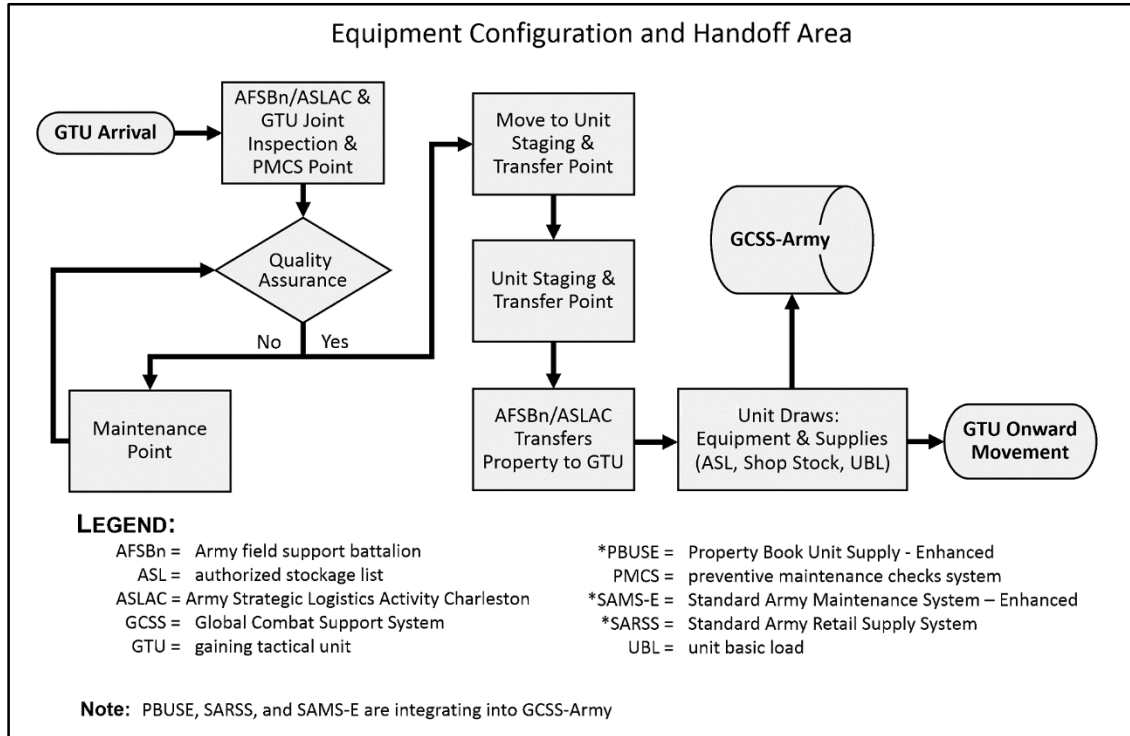 Equipment Configuration and Handoff Area
GTU Arrival
AFSBn/ASLAC &
GTU Joint
Inspection &
PMCS Point
Quality
Assurance
No
Yes
Maintenance
Point
Move to Unit
Staging &
Transfer Point
Unit Staging &
Transfer Point
AFSBn/ASLAC
Transfers
Property to GTU
Unit Draws:
Equipment & Supplies
(ASL, Shop Stock, UBL)
GCSS-Army
GTU Onward
Movement
LEGEND:
AFSBn = Army field support battalion
ASL = authorized stockage list
ASLAC = Army Strategic Logistics Activity Charleston
GCSS = Global Combat Support System
GTU = gaining tactical unit
*PBUSE = Property Book Unit Supply - Enhanced
PMCS = preventive maintenance checks system
*SAMS-E = Standard Army Maintenance System – Enhanced
*SARSS = Standard Army Retail Supply System
UBL = unit basic load
Note: PBUSE, SARSS, and SAMS-E are integrating into GCSS-Army